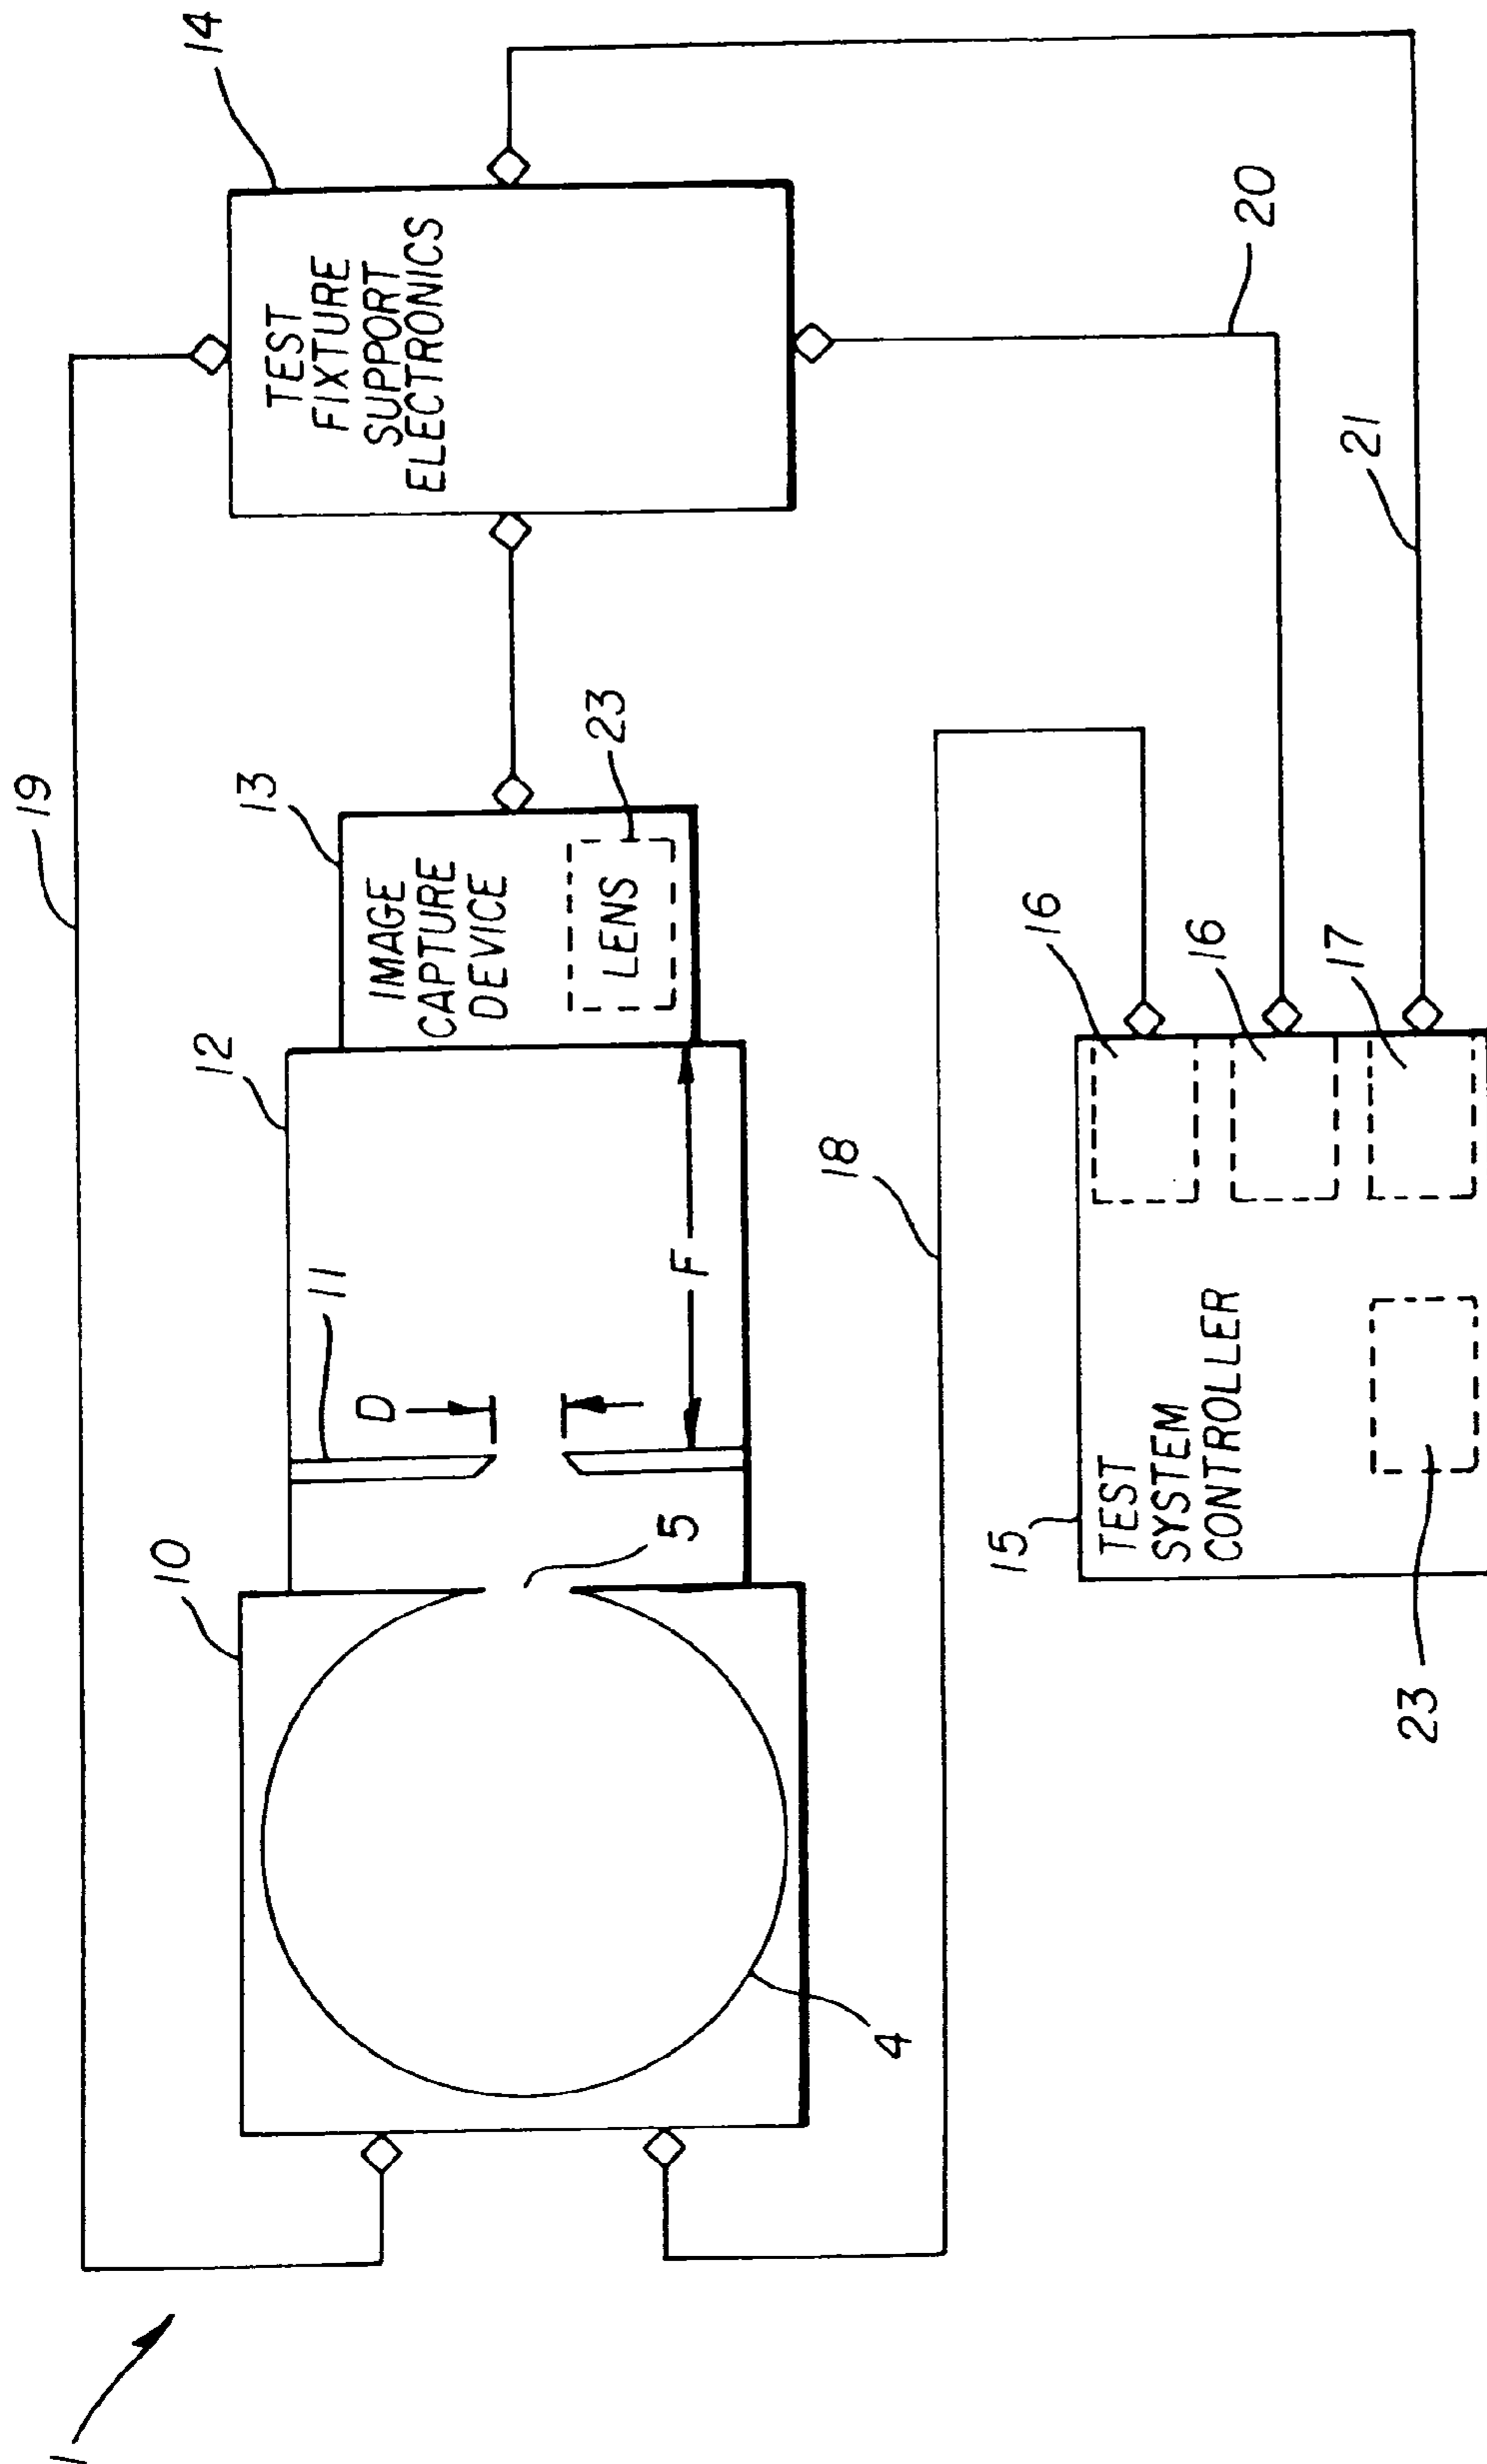 1
19
14
TEST
FIXTURE
SUPPORT
ELECTRONICS
10
12
13
11
D
IMAGE
CAPTURE
DEVICE
LENS
23
F
5
4
20
18
21
16
16
17
15
TEST
SYSTEM
CONTROLLER
23